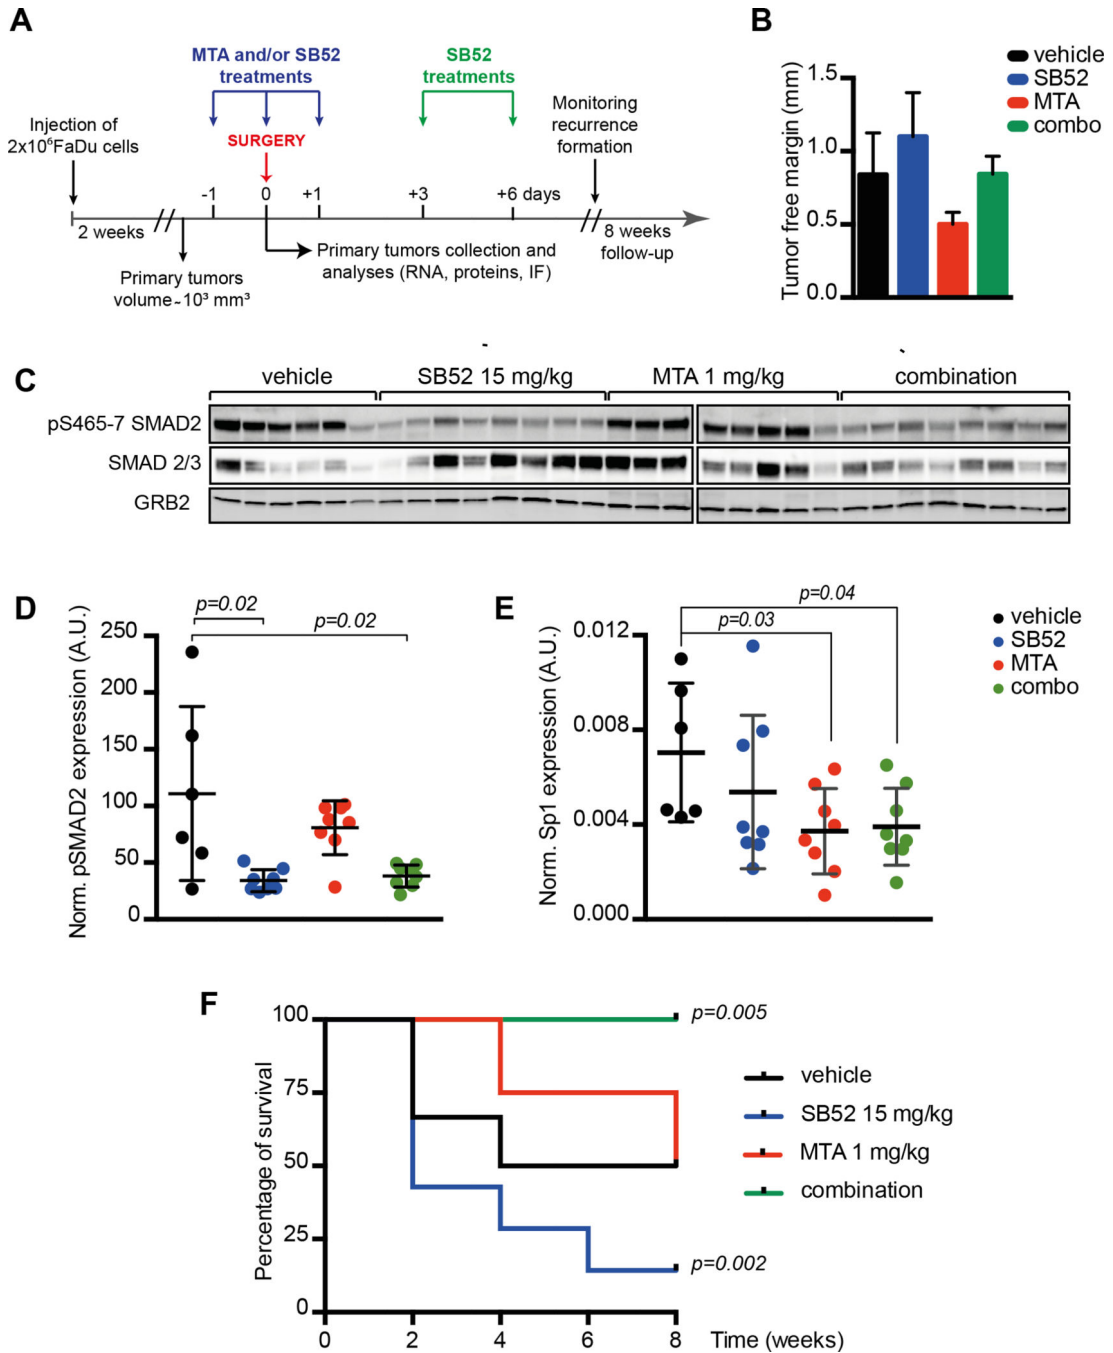 A
MTA and/or SB52
treatments
SB52
treatments
Injection of
2x10⁶FaDu cells
SURGERY
Monitoring
recurrence
formation
-1
0
+1
+3
+6 days
2 weeks
8 weeks
follow-up
Primary tumors
volume~10³ mm³
Primary tumors collection and
analyses (RNA, proteins, IF)
B
vehicle
SB52
MTA
combo
Tumor free margin (mm)
1.5
1.0
0.5
0.0
C
vehicle
SB52 15 mg/kg
MTA 1 mg/kg
combination
pS465-7 SMAD2
SMAD 2/3
GRB2
D
p=0.02
p=0.02
Norm. pSMAD2 expression (A.U.)
250
200
150
100
50
0
E
p=0.04
p=0.03
Norm. Sp1 expression (A.U.)
0.012
0.008
0.004
0.000
vehicle
SB52
MTA
combo
F
Percentage of survival
100
75
50
25
0
0
2
4
6
8
Time (weeks)
p=0.005
p=0.002
vehicle
SB52 15 mg/kg
MTA 1 mg/kg
combination